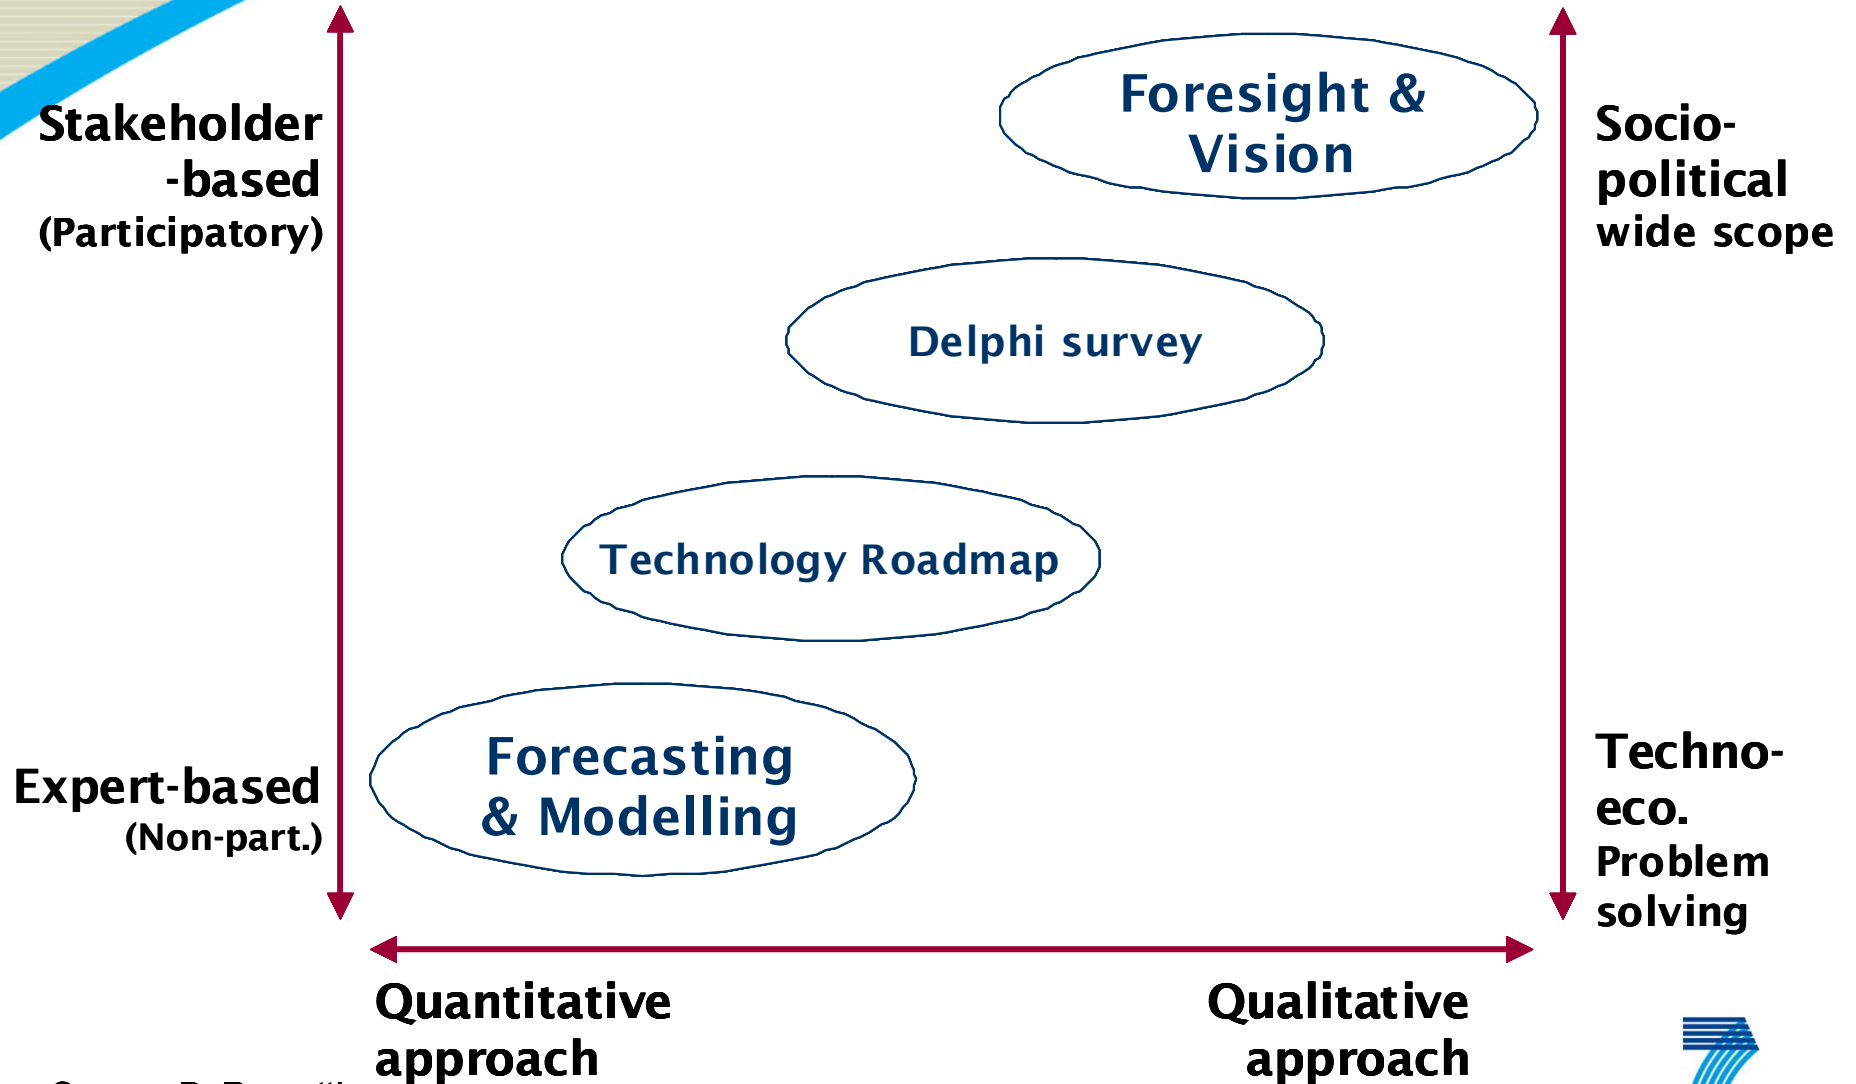 Stakeholder
-based
(Participatory)
Foresight &
Vision
Socio-
political
wide scope
Delphi survey
Technology Roadmap
Forecasting
& Modelling
Expert-based
(Non-part.)
Techno-
eco.
Problem
solving
Quantitative
approach
Qualitative
approach
7